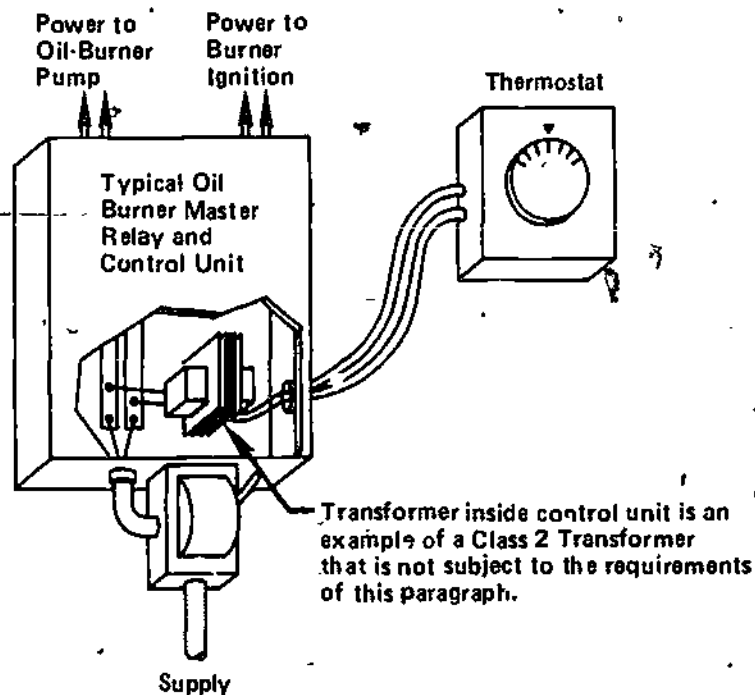 Power to
Oil-Burner
Pump
Power to
Burner
Ignition
Thermostat
Typical Oil
Burner Master
Relay and
Control Unit
Transformer inside control unit is an
example of a Class 2 Transformer
that is not subject to the requirements
of this paragraph.
Supply